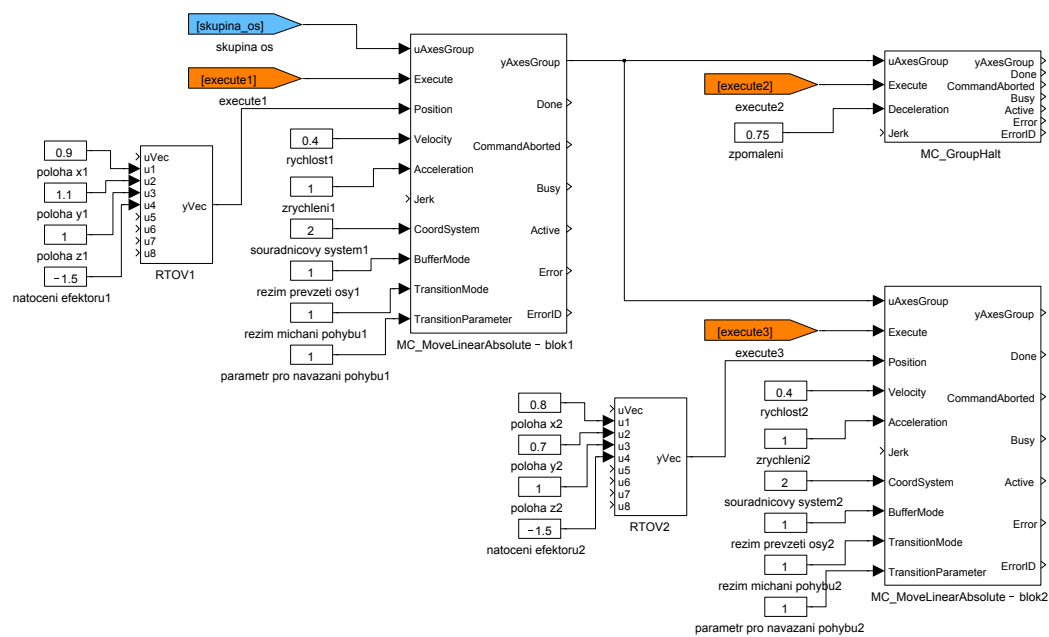 [skupina_os]
skupina os
[execute1]
execute1
0.9
poloha x1
1.1
poloha y1
1
poloha z1
−1.5
natoceni efektoru1
uVec
u1
u2
u3
u4
u5
u6
u7
u8
yVec
RTOV1
0.4
rychlost1
1
zrychleni1
2
souradnicovy system1
1
rezim prevzeti osy1
1
rezim michani pohybu1
1
parametr pro navazani pohybu1
uAxesGroup
Execute
Position
Velocity
Acceleration
Jerk
CoordSystem
BufferMode
TransitionMode
TransitionParameter
yAxesGroup
Done
CommandAborted
Busy
Active
Error
ErrorID
MC_MoveLinearAbsolute − blok1
[execute2]
execute2
0.75
zpomaleni
uAxesGroup
Execute
Deceleration
Jerk
yAxesGroup
Done
CommandAborted
Busy
Active
Error
ErrorID
MC_GroupHalt
[execute3]
execute3
0.8
poloha x2
0.7
poloha y2
1
poloha z2
−1.5
natoceni efektoru2
uVec
u1
u2
u3
u4
u5
u6
u7
u8
yVec
RTOV2
0.4
rychlost2
1
zrychleni2
2
souradnicovy system2
1
rezim prevzeti osy2
1
rezim michani pohybu2
1
parametr pro navazani pohybu2
uAxesGroup
Execute
Position
Velocity
Acceleration
Jerk
CoordSystem
BufferMode
TransitionMode
TransitionParameter
yAxesGroup
Done
CommandAborted
Busy
Active
Error
ErrorID
MC_MoveLinearAbsolute − blok2